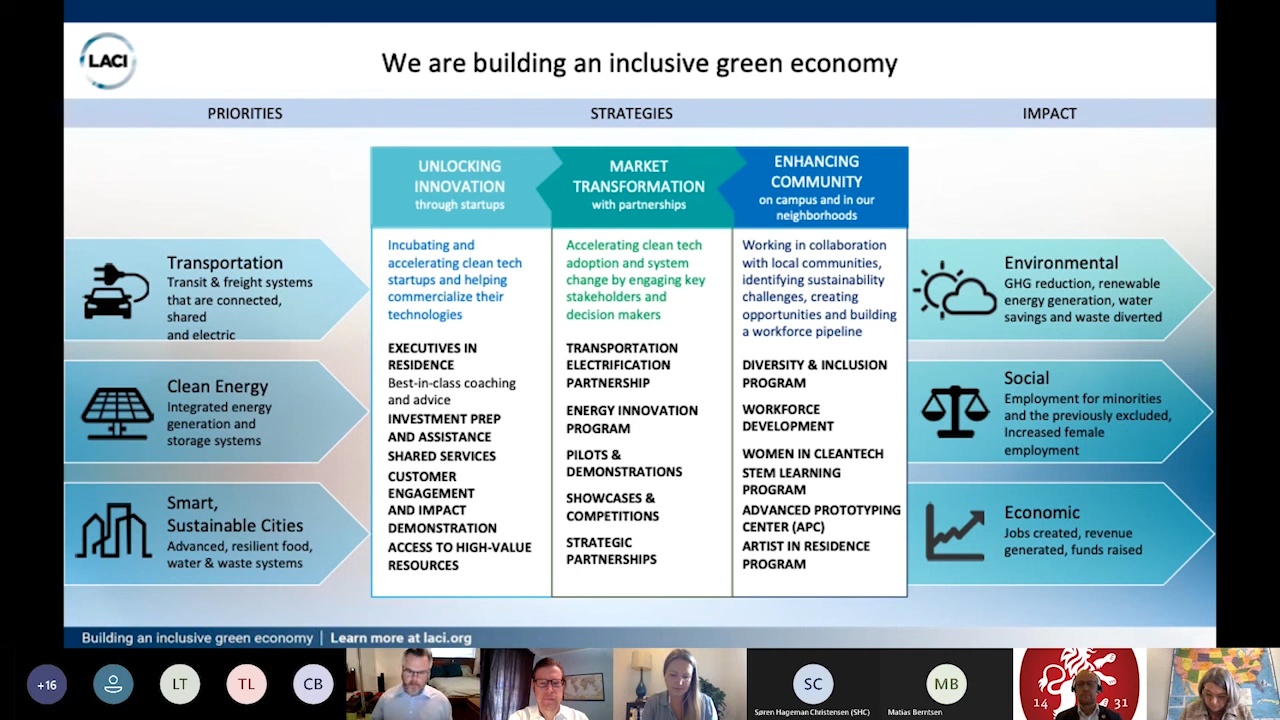 LACI
We are building an inclusive green economy
PRIORITIES
STRATEGIES
IMPACT
Transportation
Transit & freight systems
that are connected,
shared
and electric
Clean Energy
Integrated energy
generation and
storage systems
Smart,
Sustainable Cities
Advanced, resilient food,
water & waste systems
UNLOCKING
INNOVATION
through startups
Incubating and
accelerating clean tech
startups and helping
commercialize their
technologies
EXECUTIVES IN
RESIDENCE
Best-in-class coaching
and advice
INVESTMENT PREP
AND ASSISTANCE
SHARED SERVICES
CUSTOMER
ENGAGEMENT
AND IMPACT
DEMONSTRATION
ACCESS TO HIGH-VALUE
RESOURCES
MARKET
TRANSFORMATION
with partnerships
Accelerating clean tech
adoption and system
change by engaging key
stakeholders and
decision makers
TRANSPORTATION
ELECTRIFICATION
PARTNERSHIP
ENERGY INNOVATION
PROGRAM
PILOTS &
DEMONSTRATIONS
SHOWCASES &
COMPETITIONS
STRATEGIC
PARTNERSHIPS
ENHANCING
COMMUNITY
on campus and in our
neighborhoods
Working in collaboration
with local communities,
identifying sustainability
challenges, creating
opportunities and building
a workforce pipeline
DIVERSITY & INCLUSION
PROGRAM
WORKFORCE
DEVELOPMENT
WOMEN IN CLEANTECH
STEM LEARNING
PROGRAM
ADVANCED PROTOTYPING
CENTER (APC)
ARTIST IN RESIDENCE
PROGRAM
Environmental
GHG reduction, renewable
energy generation, water
savings and waste diverted
Social
Employment for minorities
and the previously excluded,
Increased female
employment
Economic
Jobs created, revenue
generated, funds raised
Building an inclusive green economy | Learn more at laci.org
+16
LT
TL
CB
SC
Søren Hageman Christensen (SHC)
MB
Matias Berntsen
14 31